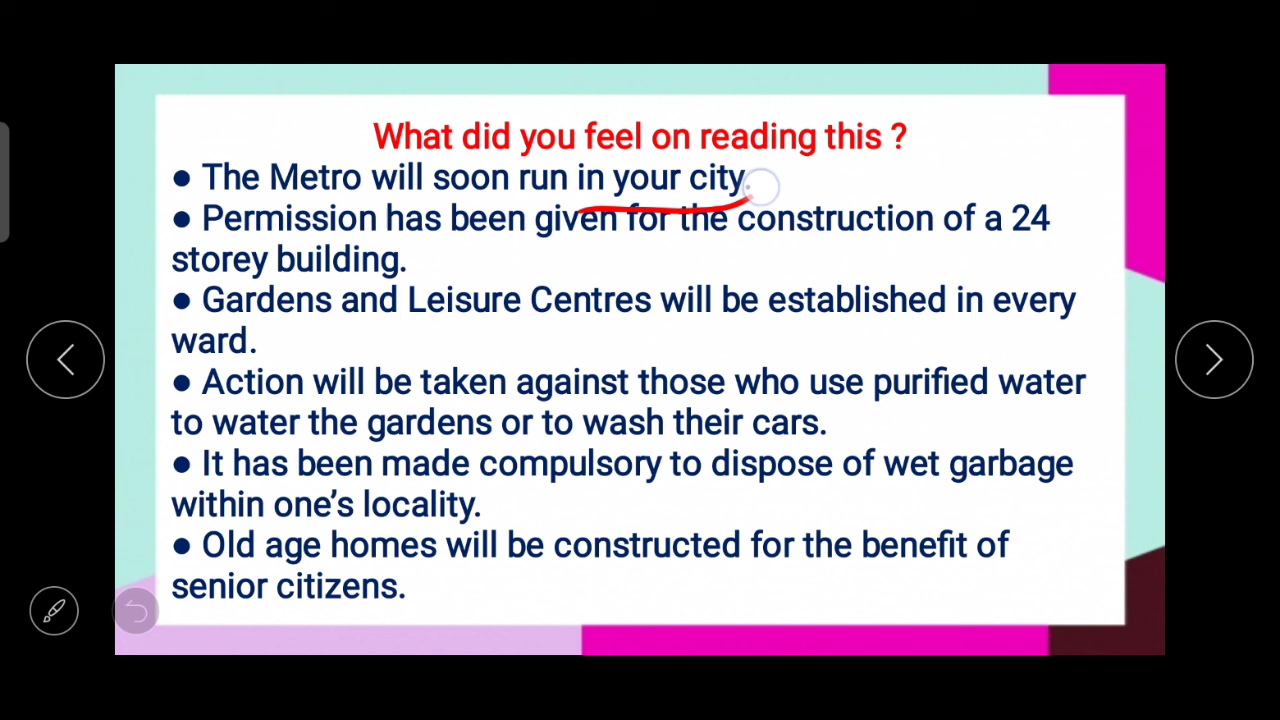 What did you feel on reading this ?
● The Metro will soon run in your city.
● Permission has been given for the construction of a 24
storey building.
● Gardens and Leisure Centres will be established in every
ward.
● Action will be taken against those who use purified water
to water the gardens or to wash their cars.
● It has been made compulsory to dispose of wet garbage
within one’s locality.
● Old age homes will be constructed for the benefit of
senior citizens.